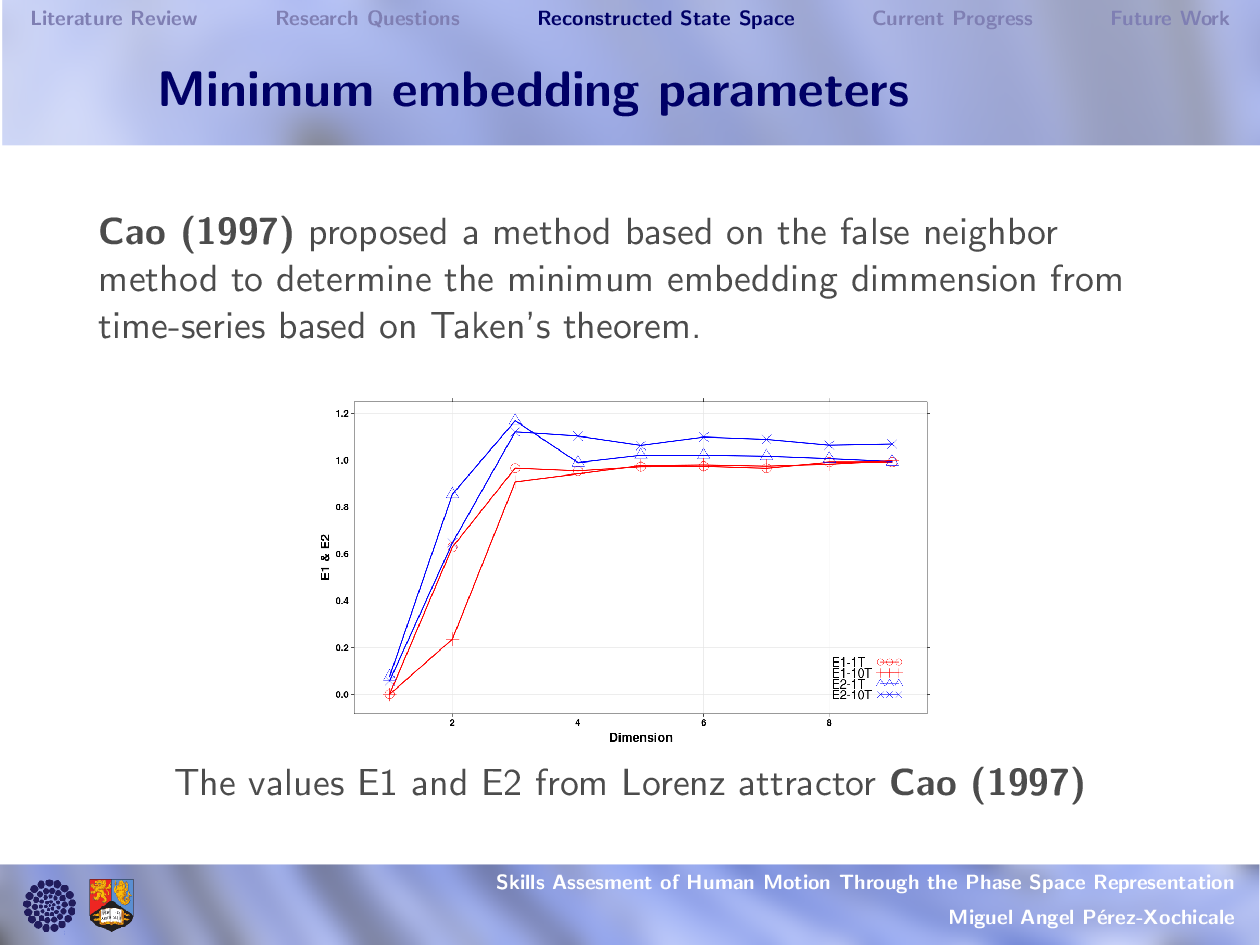 Literature Review Research Questions Reconstructed State Space Current Progress Future Work
Minimum embedding parameters
Cao (1997) proposed a method based on the false neighbor
method to determine the minimum embedding dimmension from
time-series based on Taken's theorem.
1.2
1.0
0.8
0.6
0.4
0.2
0.0
E1 & E2
E1-1T
E1-10T
E2-1T
E2-10T
2 4 6 8
Dimension
The values E1 and E2 from Lorenz attractor Cao (1997)
Skills Assesment of Human Motion Through the Phase Space Representation
Miguel Angel Pérez-Xochicale